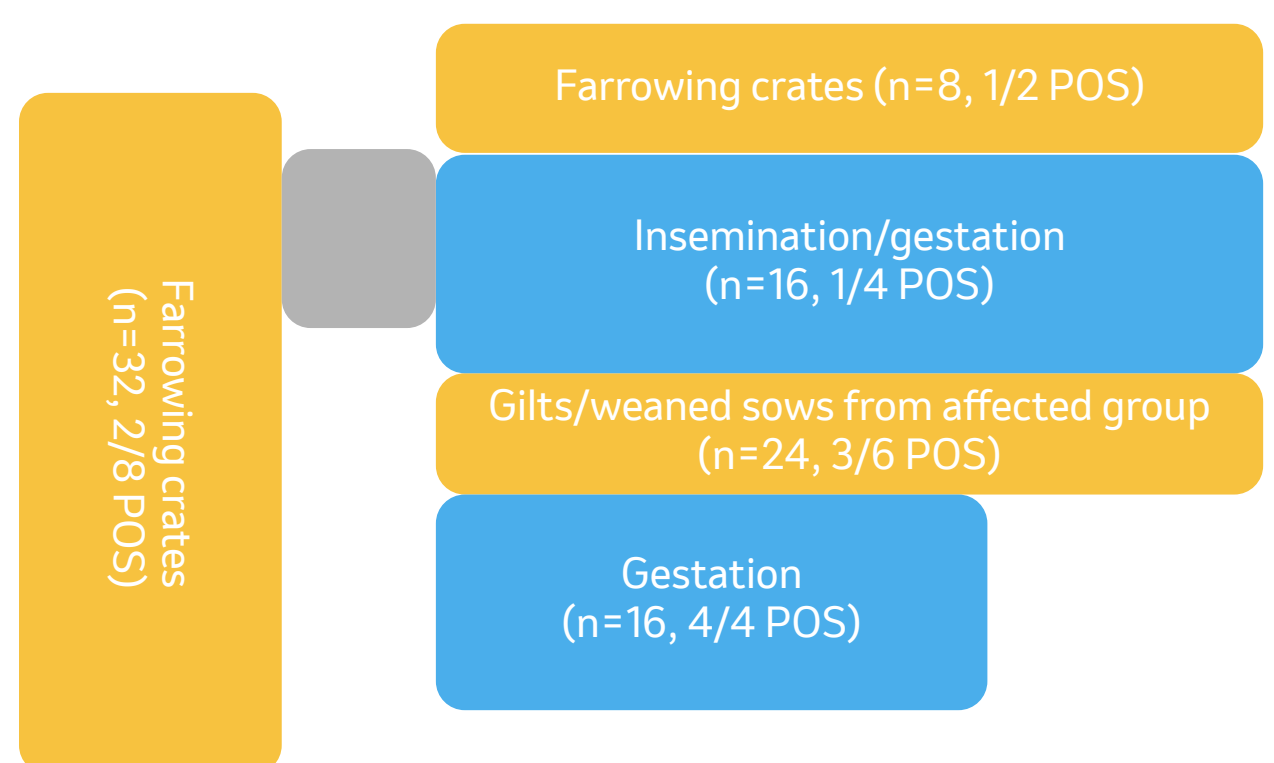 Farrowing crates
(n=32, 2/8 POS)
Farrowing crates (n=8, 1/2 POS)
Insemination/gestation
(n=16, 1/4 POS)
Gilts/weaned sows from affected group
(n=24, 3/6 POS)
Gestation
(n=16, 4/4 POS)